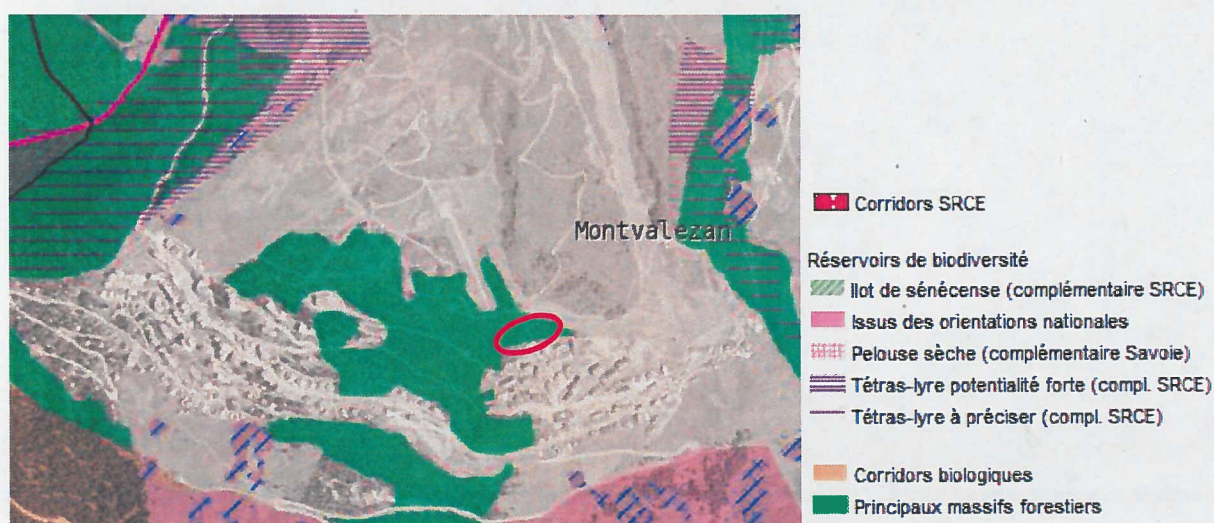 Montvalezan
Corridors SRCE
Réservoirs de biodiversité
Ilot de sénécense (complémentaire SRCE)
Issus des orientations nationales
Pelouse sèche (complémentaire Savoie)
Tétras-lyre potentialité forte (compl. SRCE)
Tétras-lyre à préciser (compl. SRCE)
Corridors biologiques
Principaux massifs forestiers